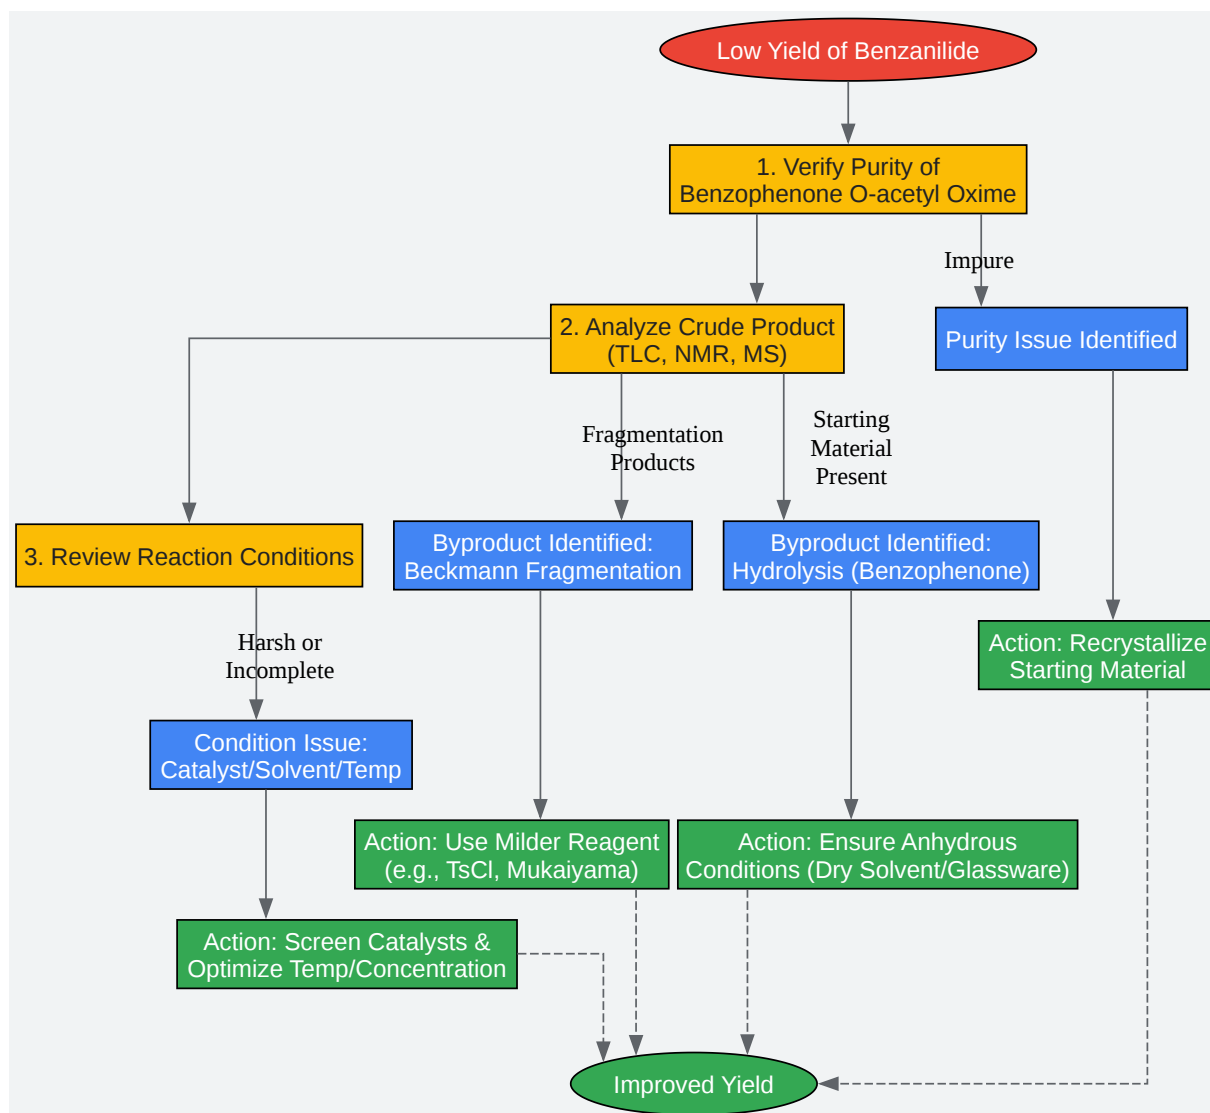 Low Yield of Benzanilide
1. Verify Purity of
Benzophenone O-acetyl Oxime
Impure
2. Analyze Crude Product
(TLC, NMR, MS)
Purity Issue Identified
Fragmentation
Products
Starting
Material
Present
3. Review Reaction Conditions
Byproduct Identified:
Beckmann Fragmentation
Byproduct Identified:
Hydrolysis (Benzophenone)
Harsh or
Incomplete
Action: Recrystallize
Starting Material
Condition Issue:
Catalyst/Solvent/Temp
Action: Use Milder Reagent
(e.g., TsCl, Mukaiyama)
Action: Ensure Anhydrous
Conditions (Dry Solvent/Glassware)
Action: Screen Catalysts &
Optimize Temp/Concentration
Improved Yield